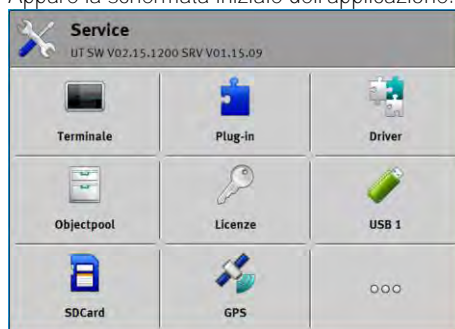 Appare la schermata iniziale dell'applicazione.
Service
UT SW V02.15.1200 SRV V01.15.09
Terminale
Plug-in
Driver
Objectpool
Licenze
USB 1
SDCard
GPS